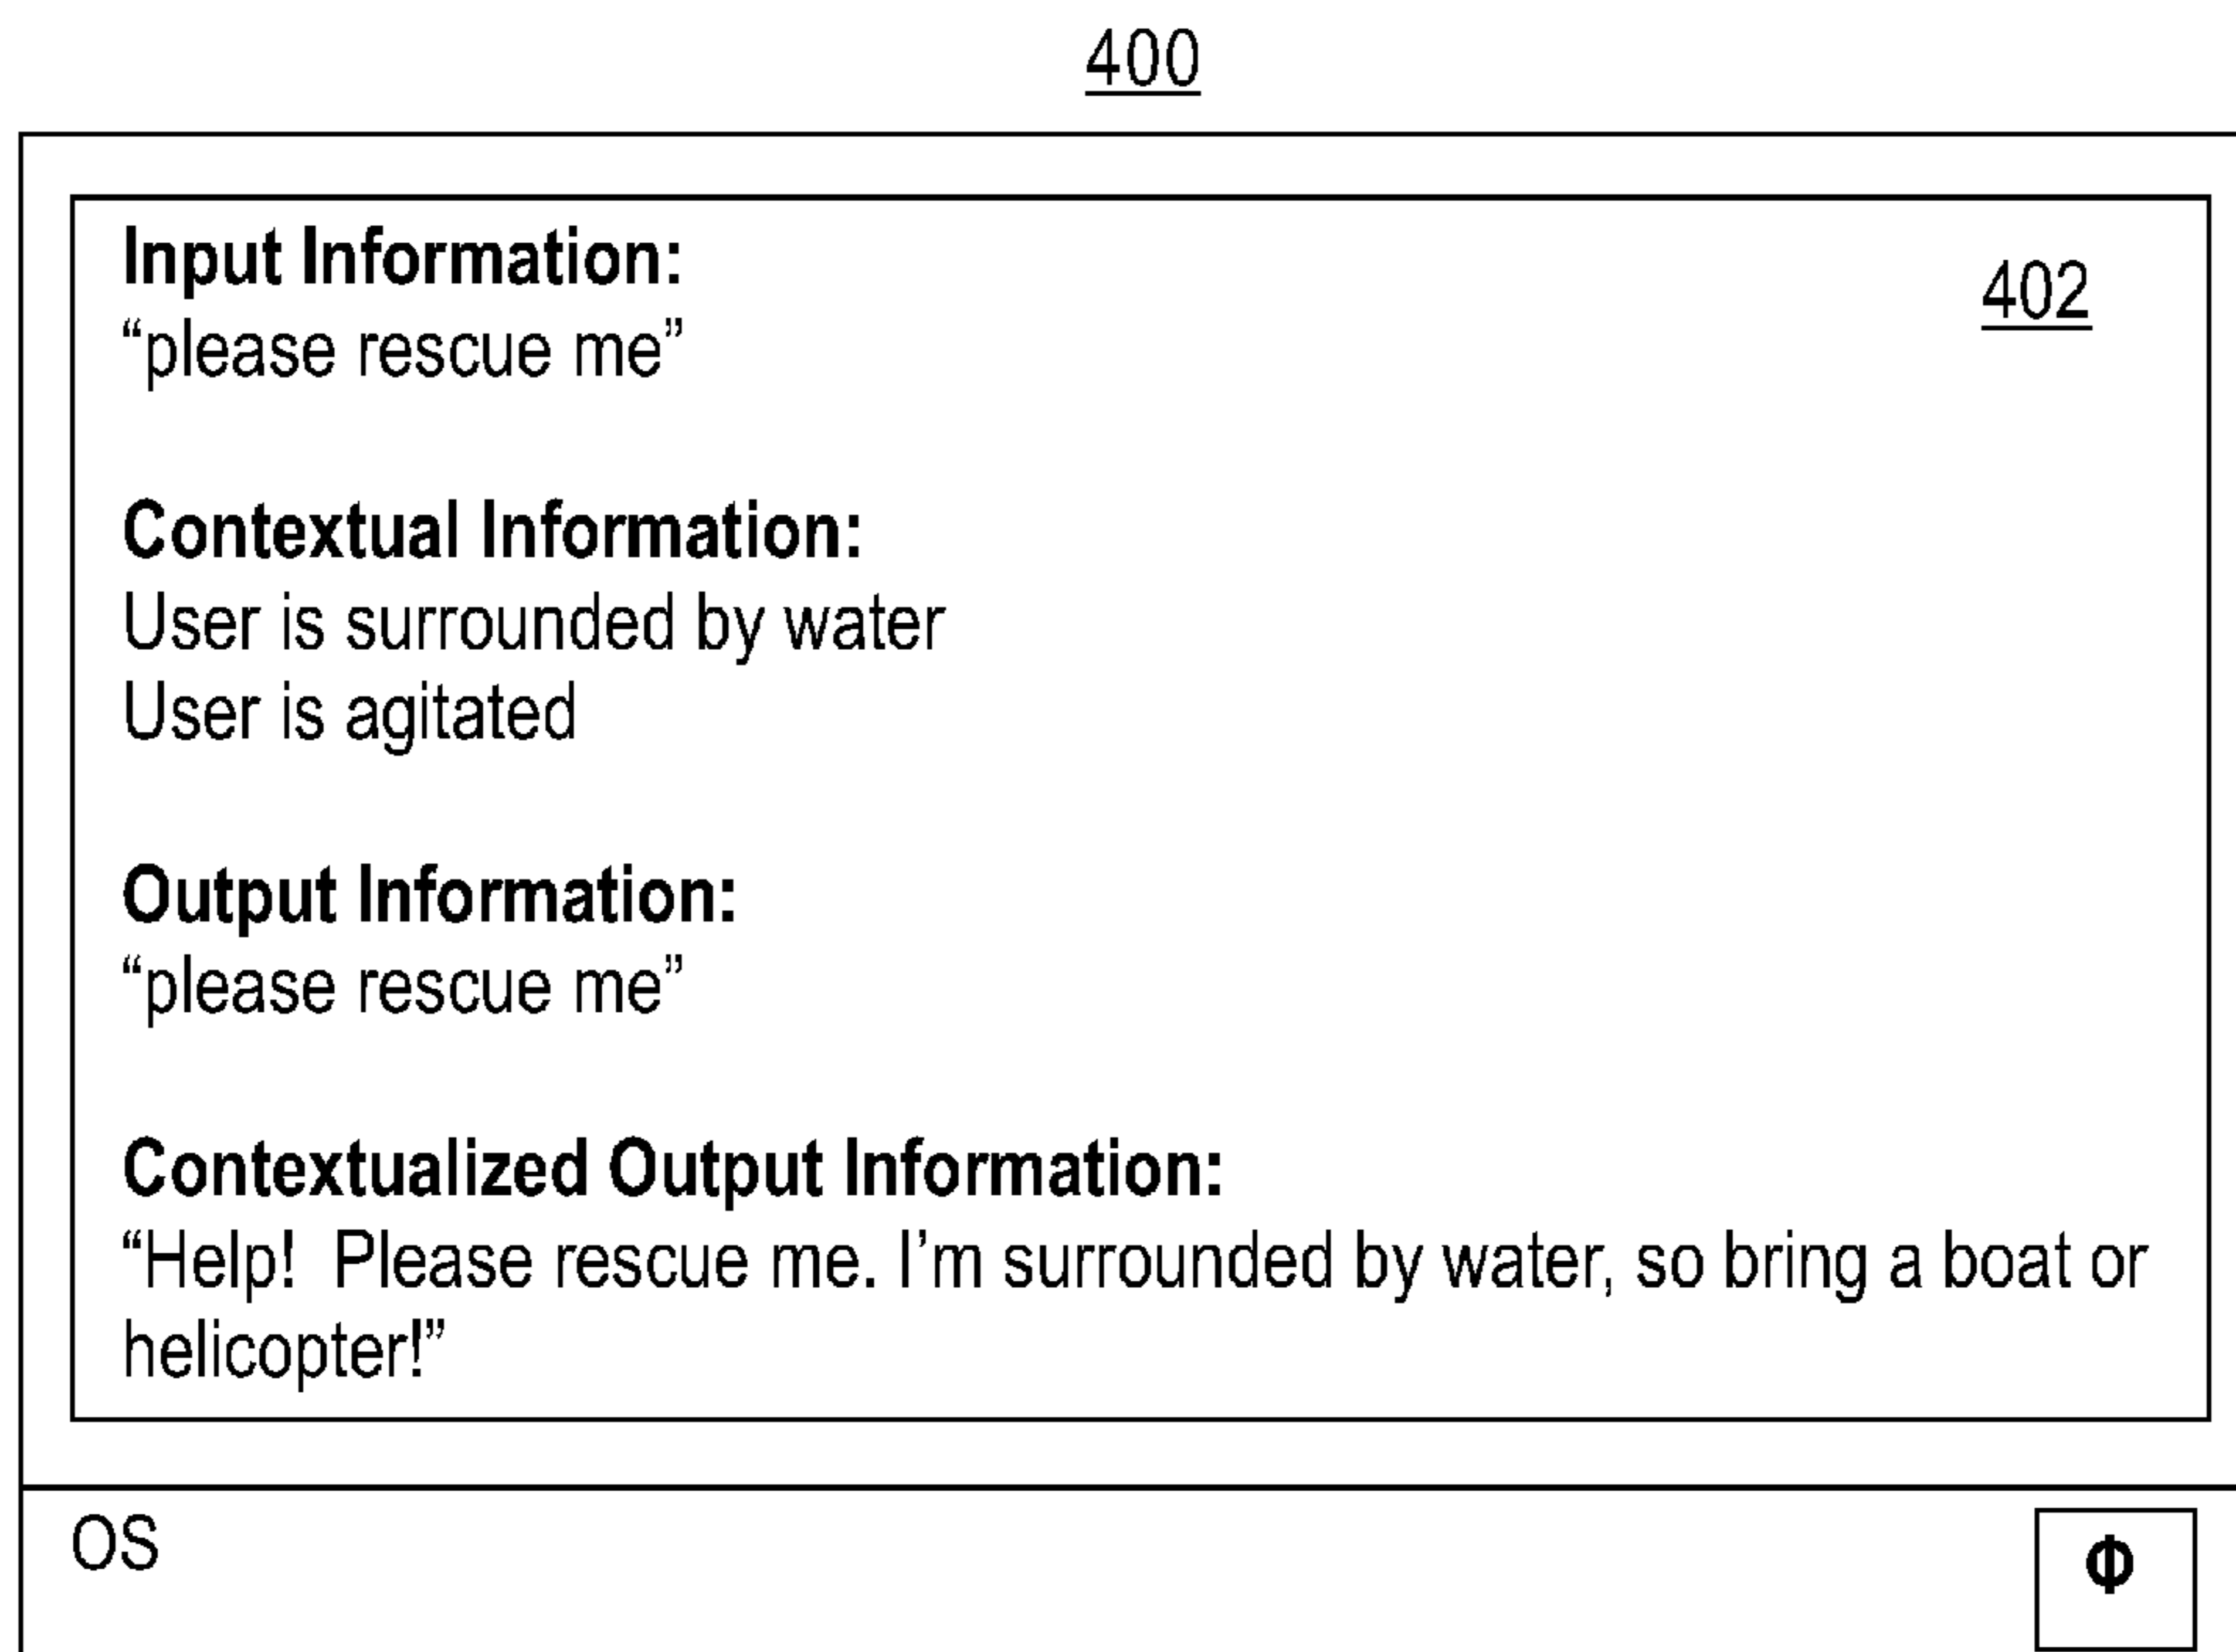 400
Input Information:
402
“please rescue me”
Contextual Information:
User is surrounded by water
User is agitated
Output Information:
“please rescue me”
Contextualized Output Information:
“Help!  Please rescue me. I’m surrounded by water, so bring a boat or
helicopter!”
OS
Φ